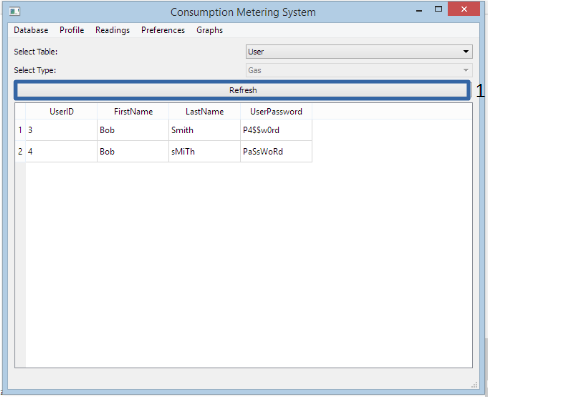 Consumption Metering System
Database Profile Readings Preferences Graphs
Select Table: User
Select Type: Gas
Refresh 1
UserID FirstName LastName UserPassword
1 3 Bob Smith P4$$w0rd
2 4 Bob sMiTh PaSsWoRd